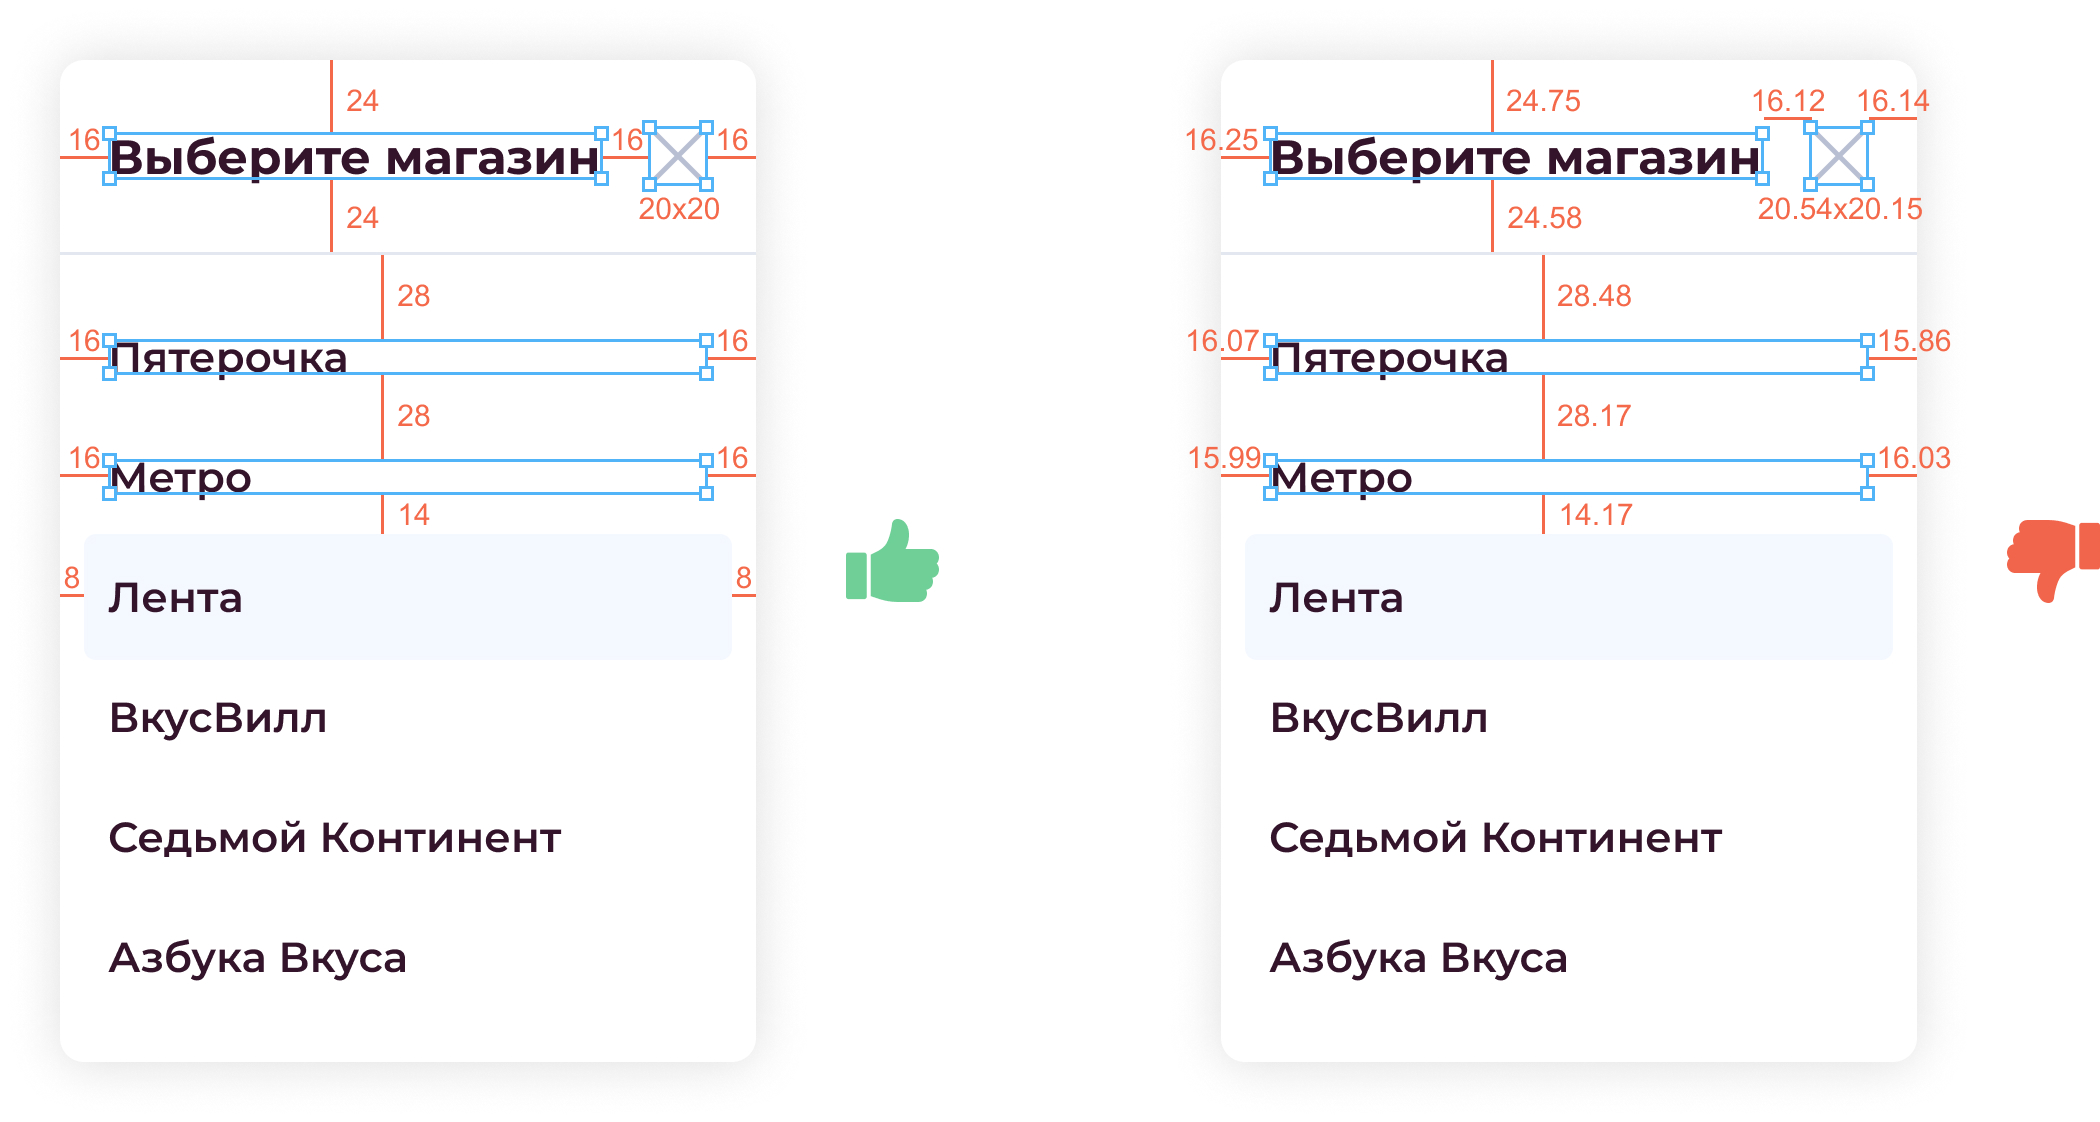 24
16
16
16
Выберите магазин
24
20x20
28
16
16
Пятерочка
28
16
16
Метро
14
8
8
Лента
ВкусВилл
Седьмой Континент
Азбука Вкуса
24.75
16.12
16.14
16.25
Выберите магазин
24.58
20.54x20.15
28.48
16.07
15.86
Пятерочка
28.17
15.99
16.03
Метро
14.17
Лента
ВкусВилл
Седьмой Континент
Азбука Вкуса